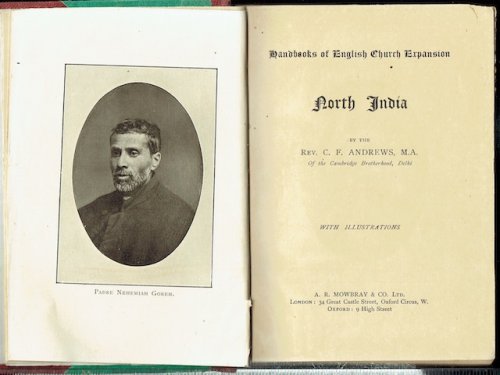 Padre Nehemiah Goreh.
Handbooks of English Church Expansion
North India
BY THE
REV. C. F. ANDREWS, M.A.
Of the Cambridge Brotherhood, Delhi
WITH ILLUSTRATIONS
A. R. MOWBRAY & CO. LTD.
LONDON: 34 Great Castle Street, Oxford Circus, W.
OXFORD: 9 High Street